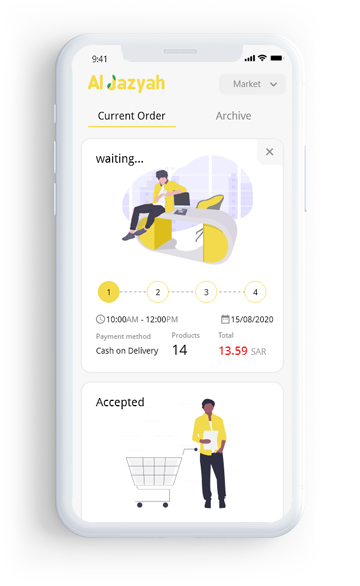 9:41
Al Jazyah
Market
Current Order
Archive
waiting...
1 2 3 4
10:00AM - 12:00PM
15/08/2020
Payment method
Products
Total
Cash on Delivery
14
13.59 SAR
Accepted